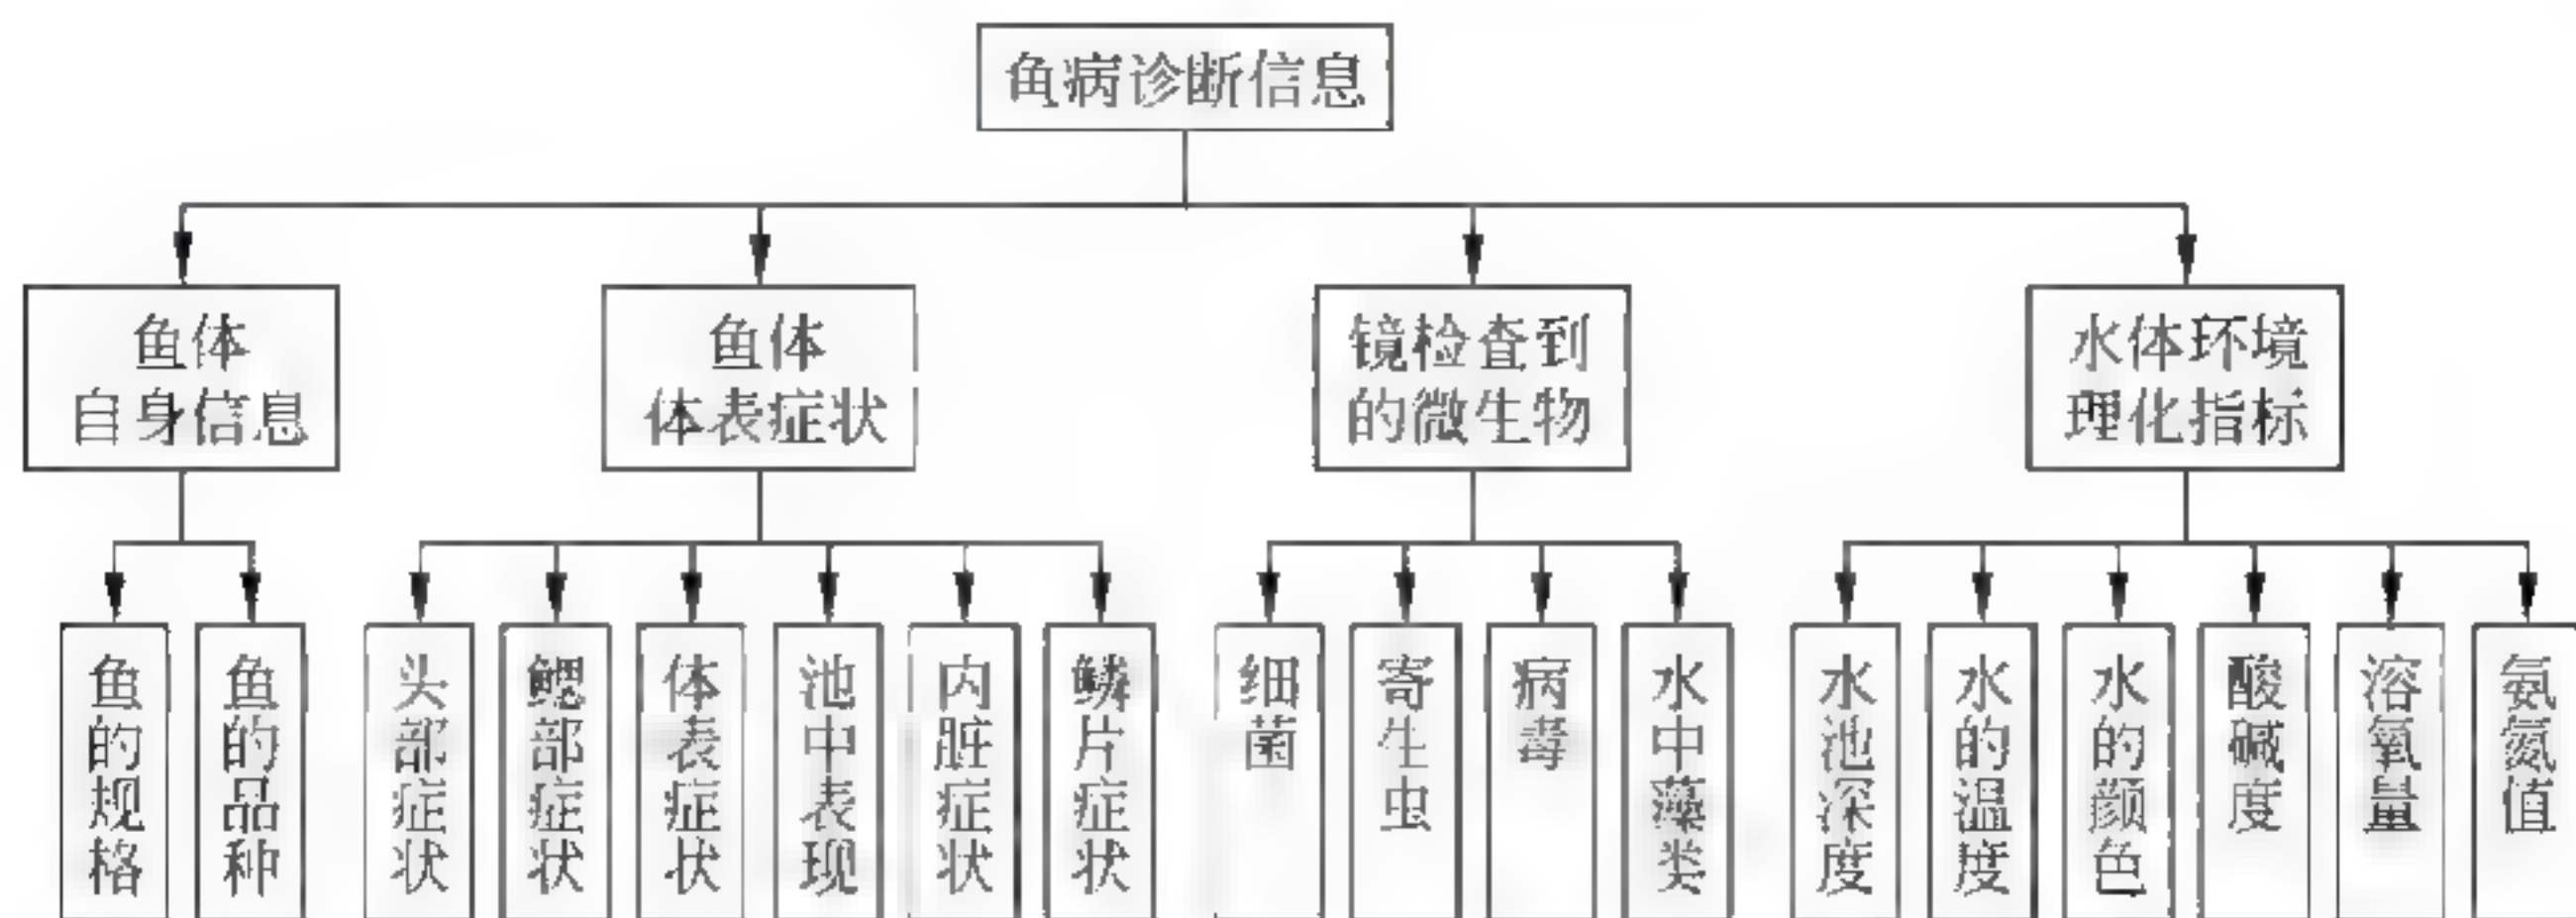 鱼病诊断信息
鱼体
自身信息
鱼体
体表症状
镜检查到
的微生物
水体环境
理化指标
鱼的规格
鱼的品种
头部症状
鳃部症状
体表症状
池中表现
内脏症状
鳞片症状
细菌
寄生虫
病毒
水中藻类
水池深度
水的温度
水的颜色
酸碱度
溶氧量
氨氮值